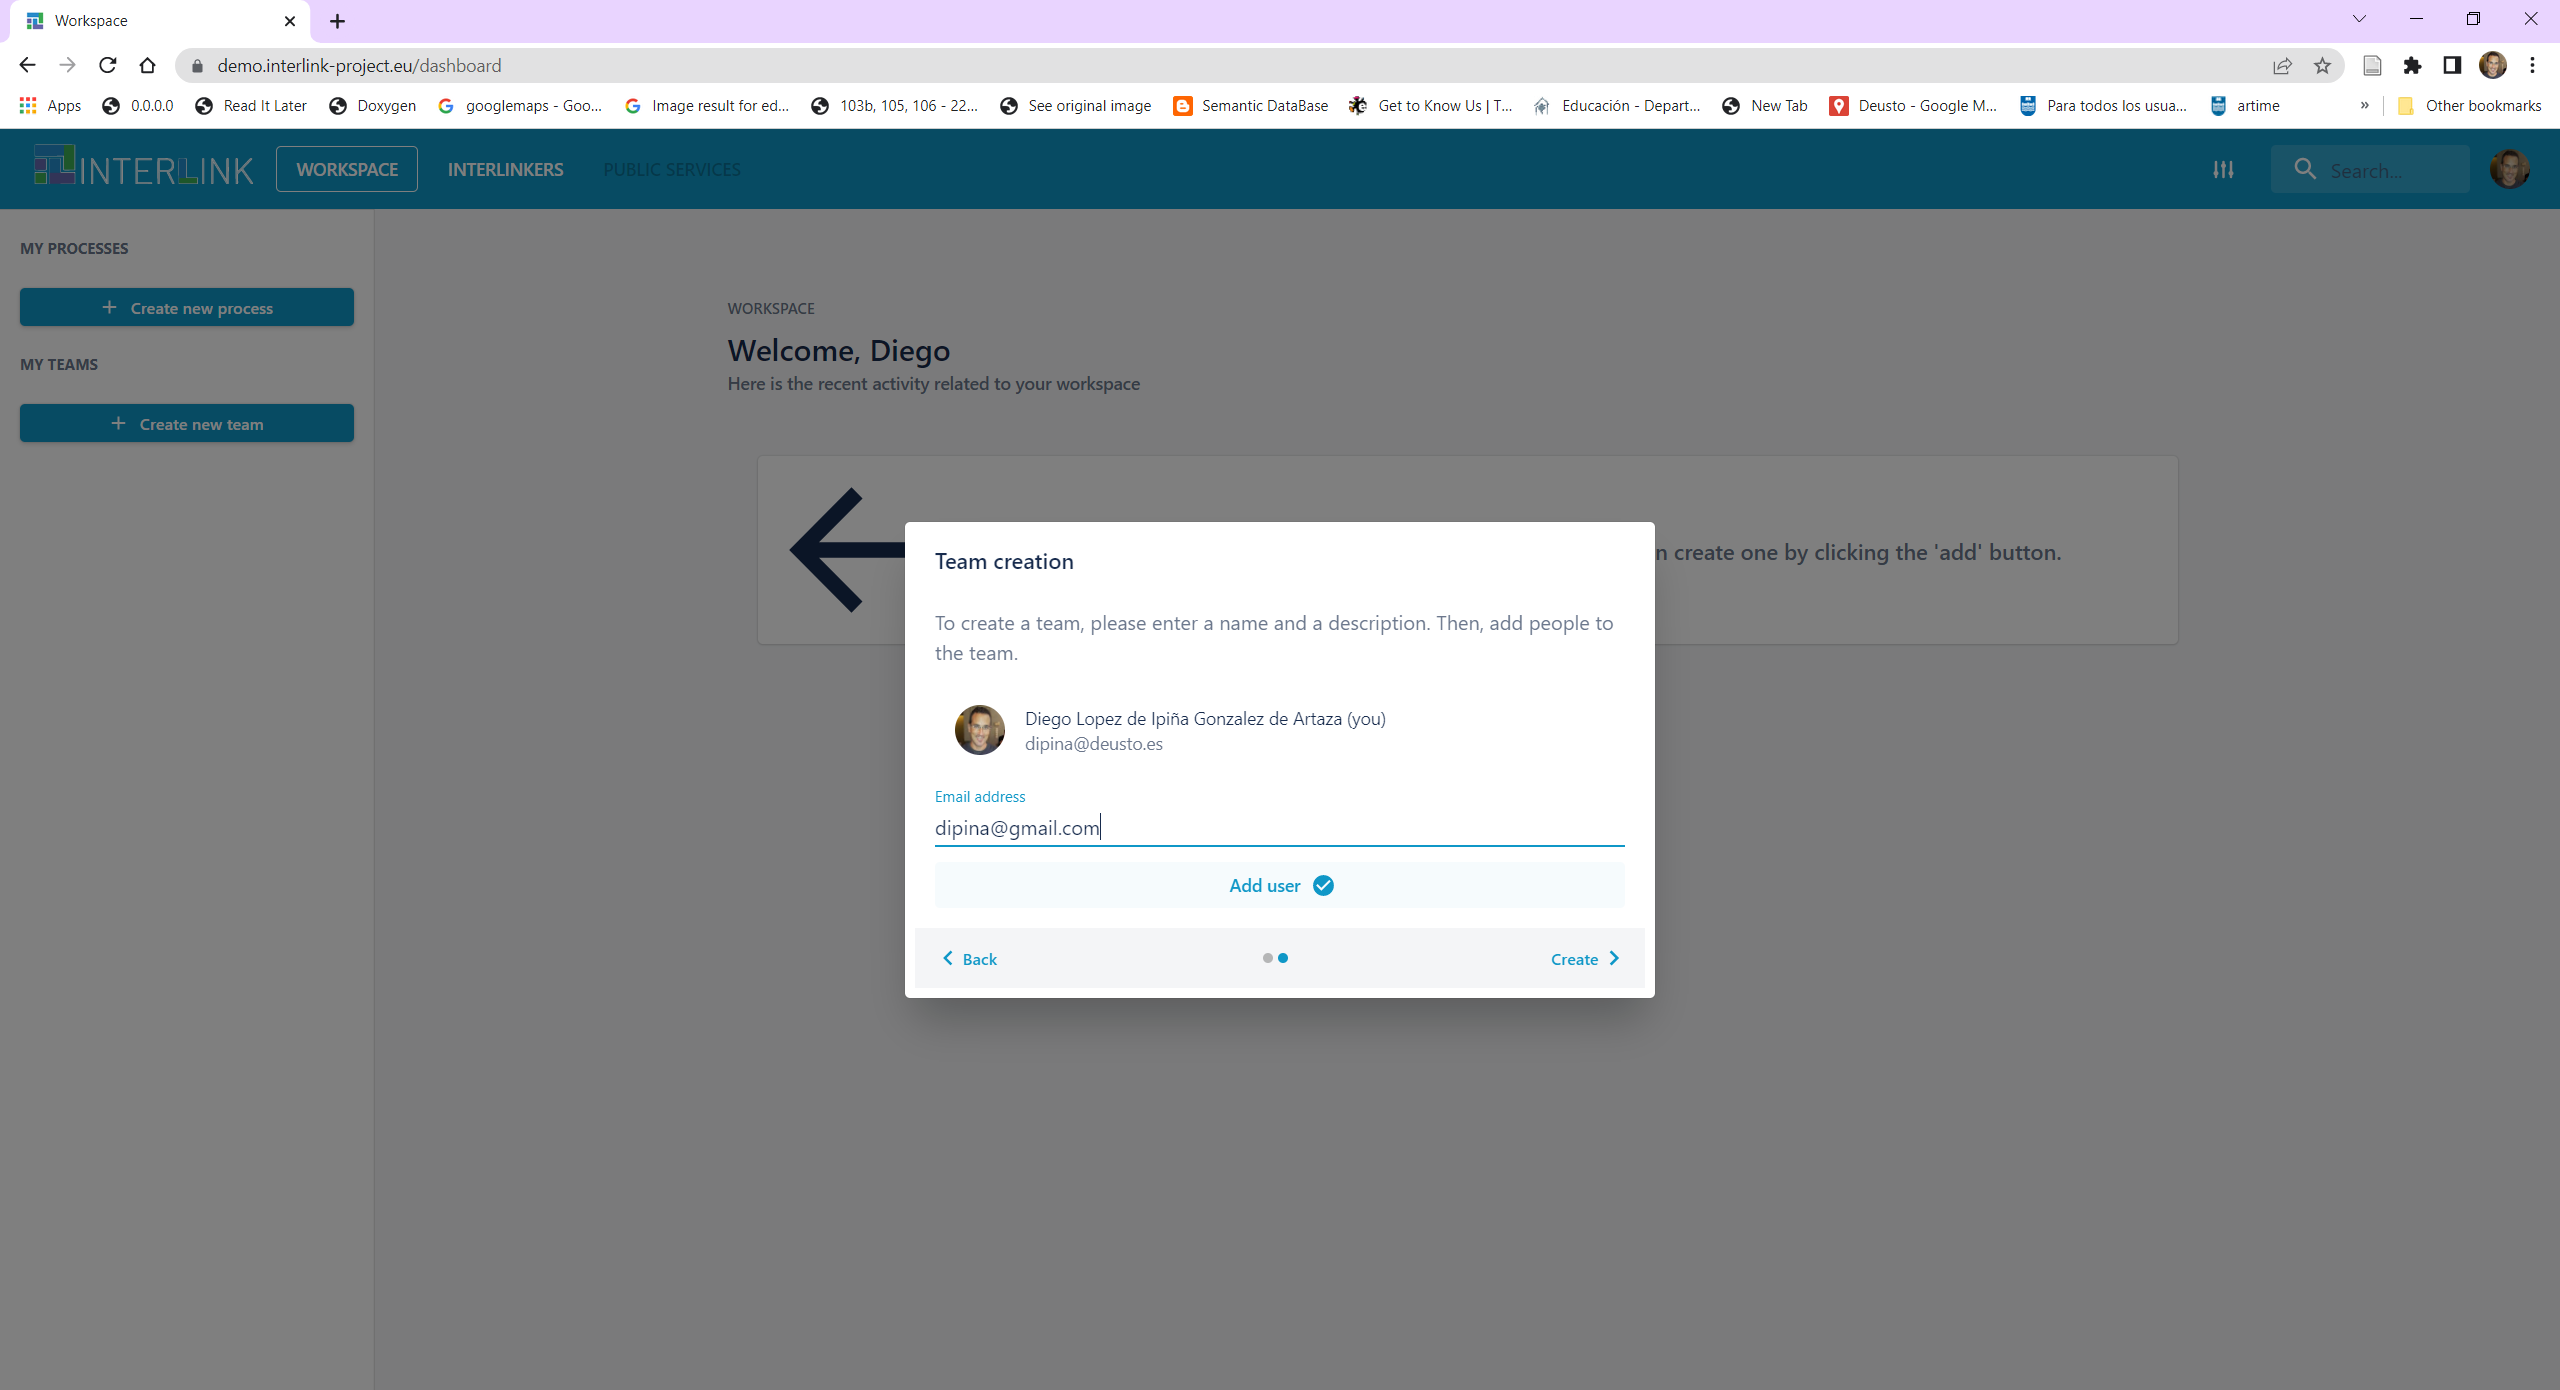 Workspace
demo.interlink-project.eu/dashboard
Apps
0.0.0.0
Read It Later
Doxygen
googlemaps - Goo...
Image result for ed...
103b, 105, 106 - 22...
See original image
Semantic DataBase
Get to Know Us | T...
Educación - Depart...
New Tab
Deusto - Google M...
Para todos los usua...
artime
»
Other bookmarks
INTERLINK
WORKSPACE
INTERLINKERS
PUBLIC SERVICES
Search...
MY PROCESSES
+ Create new process
MY TEAMS
+ Create new team
WORKSPACE
Welcome, Diego
Here is the recent activity related to your workspace
n create one by clicking the 'add' button.
Team creation
To create a team, please enter a name and a description. Then, add people to
the team.
Diego Lopez de Ipiña Gonzalez de Artaza (you)
dipina@deusto.es
Email address
dipina@gmail.com
Add user
Back
Create